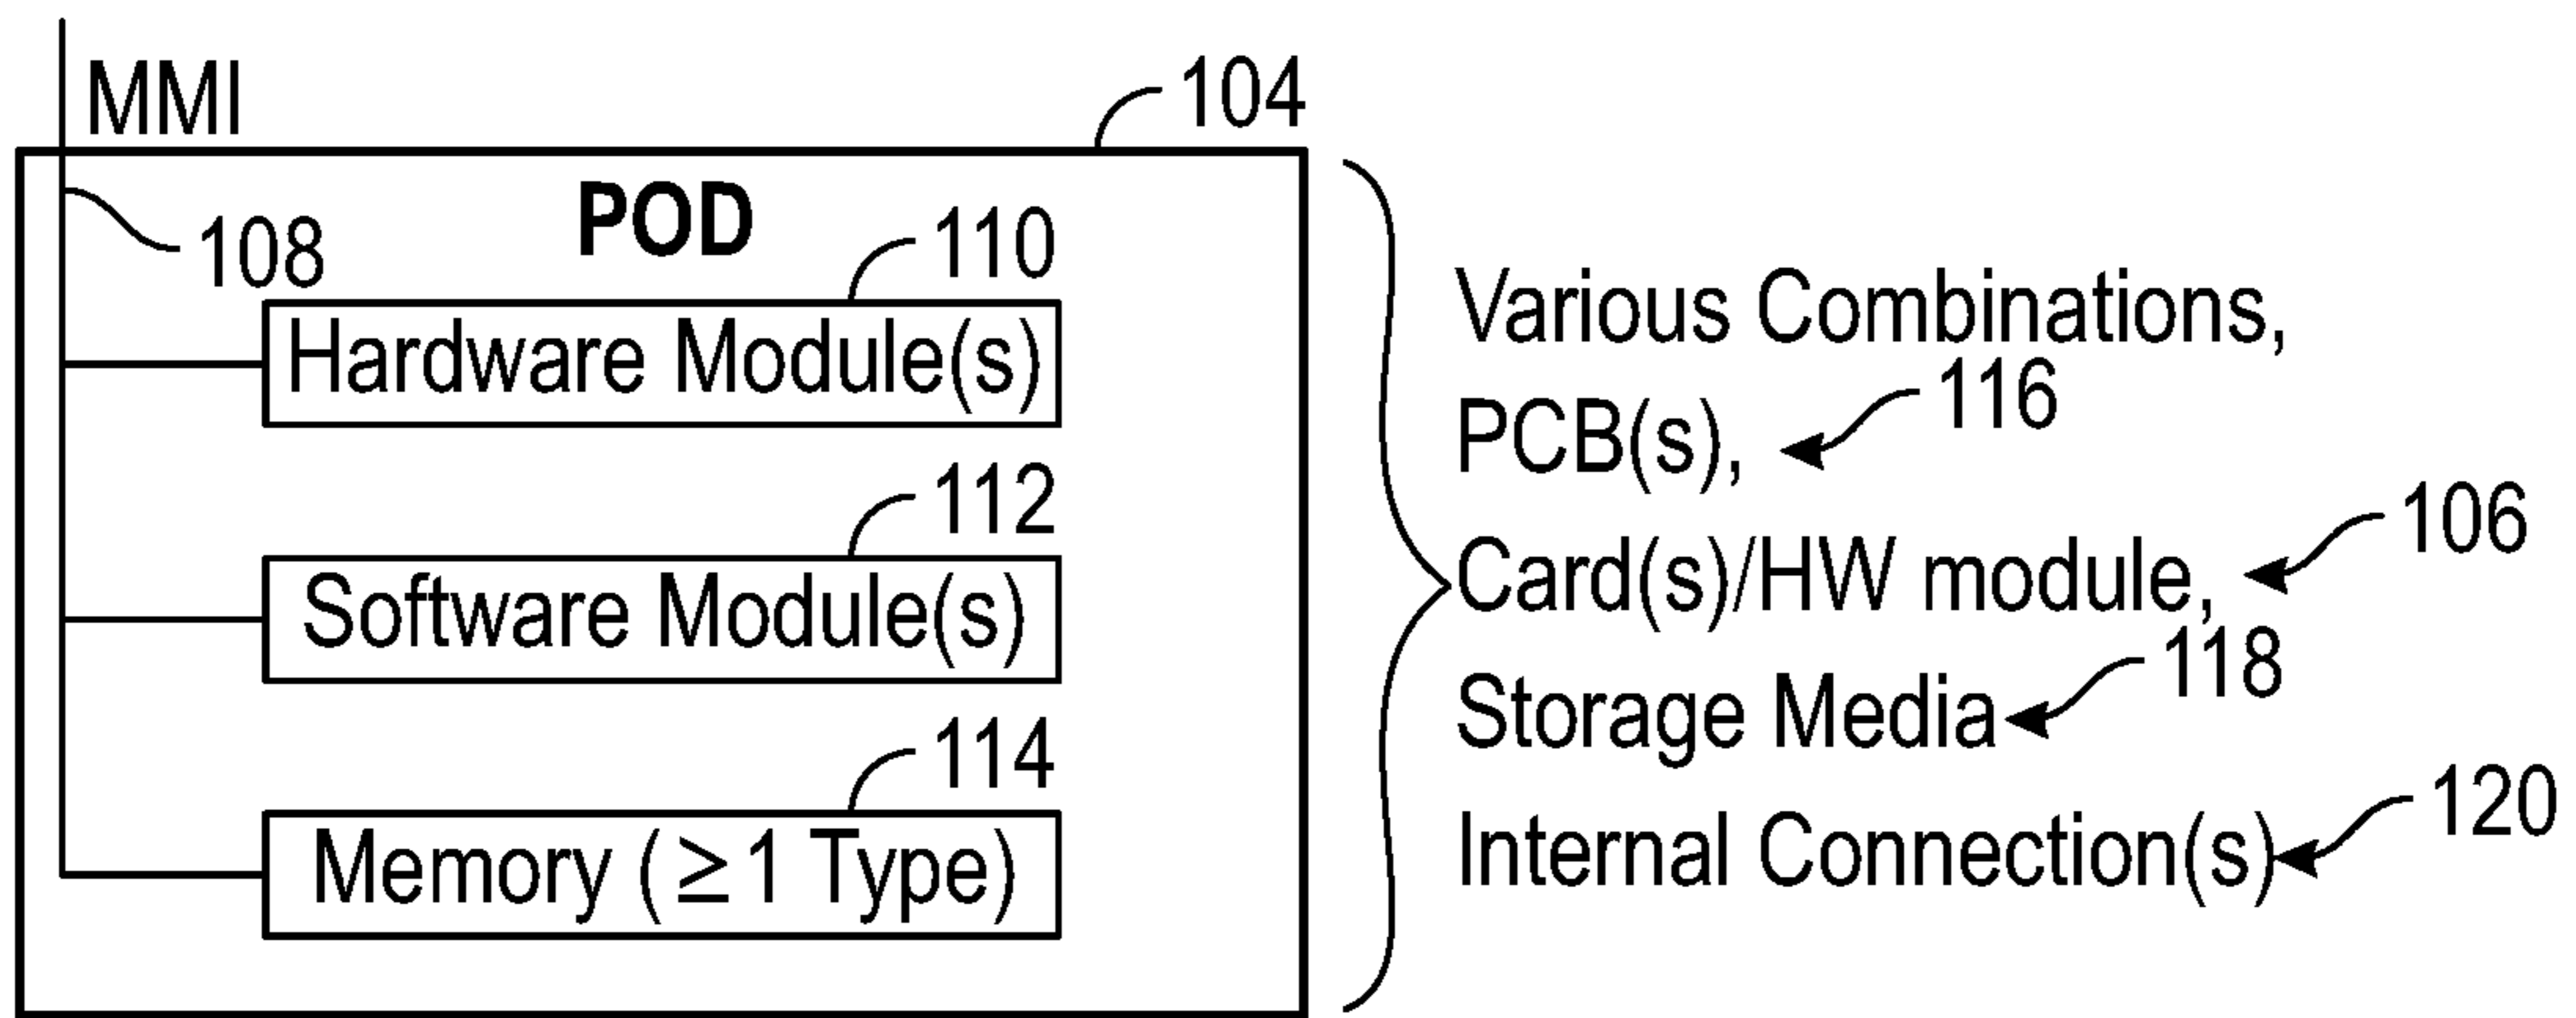 MMI
104
POD
108
110
Hardware Module(s)
112
Software Module(s)
114
Memory (≥1 Type)
Various Combinations,
116
PCB(s),
106
Card(s)/HW module,
118
Storage Media
120
Internal Connection(s)